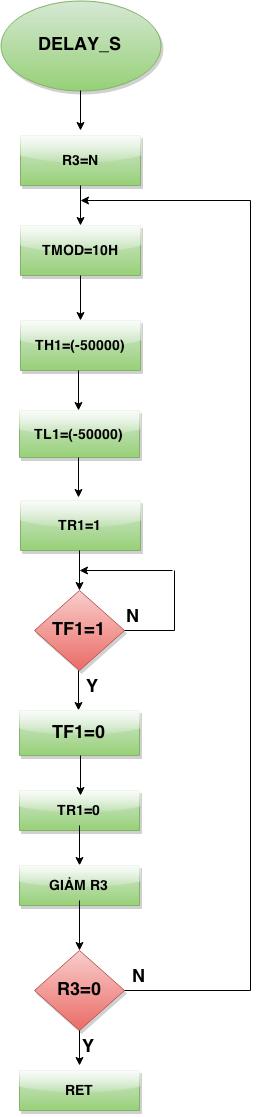 DELAY_S
R3=N
TMOD=10H
TH1=(-50000)
TL1=(-50000)
TR1=1
TF1=1
N
Y
TF1=0
TR1=0
GIẢM R3
R3=0
N
Y
RET